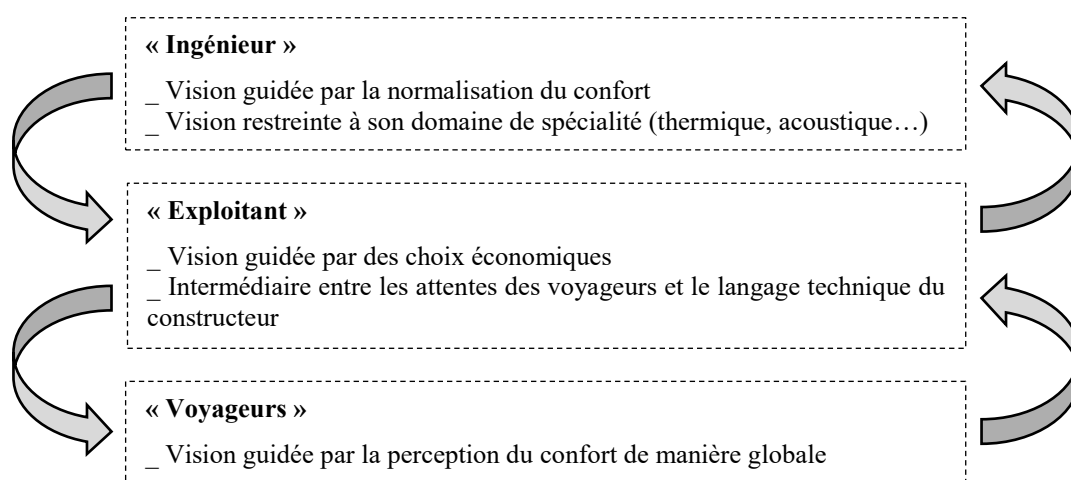 « Ingénieur »
_ Vision guidée par la normalisation du confort
_ Vision restreinte à son domaine de spécialité (thermique, acoustique…)
« Exploitant »
_ Vision guidée par des choix économiques
_ Intermédiaire entre les attentes des voyageurs et le langage technique du
constructeur
« Voyageurs »
_ Vision guidée par la perception du confort de manière globale